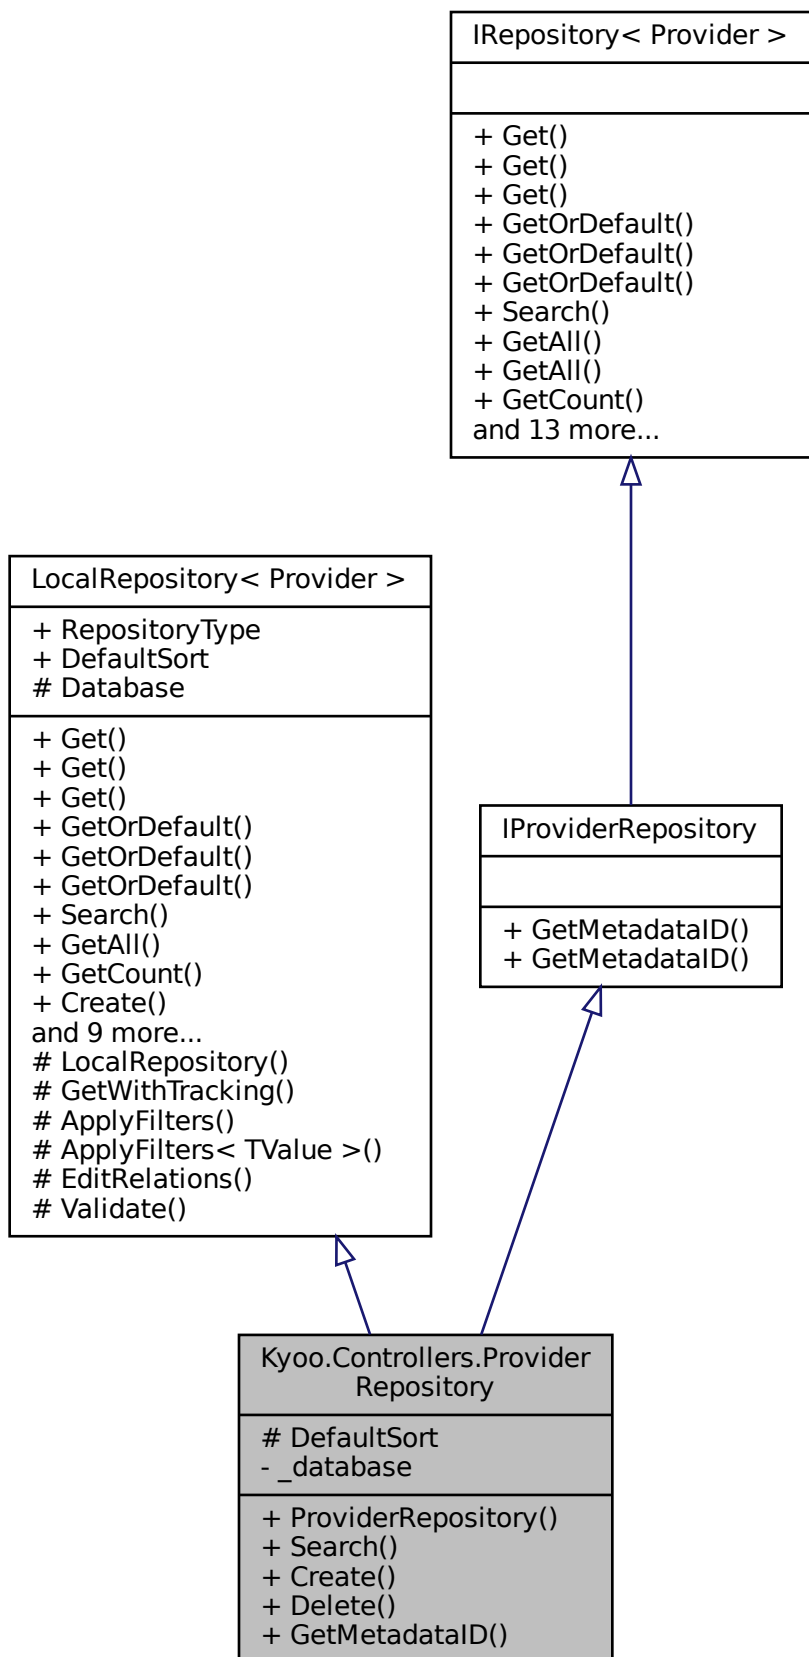 IRepository< Provider >
+ Get()
+ Get()
+ Get()
+ GetOrDefault()
+ GetOrDefault()
+ GetOrDefault()
+ Search()
+ GetAll()
+ GetAll()
+ GetCount()
and 13 more...
LocalRepository< Provider >
+ RepositoryType
+ DefaultSort
# Database
+ Get()
+ Get()
+ Get()
+ GetOrDefault()
+ GetOrDefault()
+ GetOrDefault()
+ Search()
+ GetAll()
+ GetCount()
+ Create()
and 9 more...
# LocalRepository()
# GetWithTracking()
# ApplyFilters()
# ApplyFilters< TValue >()
# EditRelations()
# Validate()
IProviderRepository
+ GetMetadataID()
+ GetMetadataID()
Kyoo.Controllers.Provider
Repository
# DefaultSort
- _database
+ ProviderRepository()
+ Search()
+ Create()
+ Delete()
+ GetMetadataID()